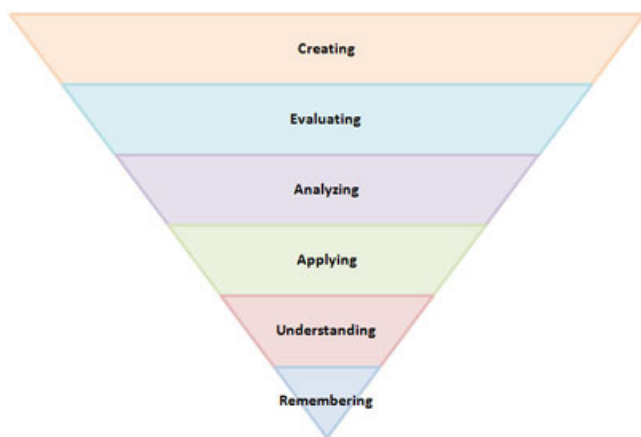 Creating
Evaluating
Analyzing
Applying
Understanding
Remembering